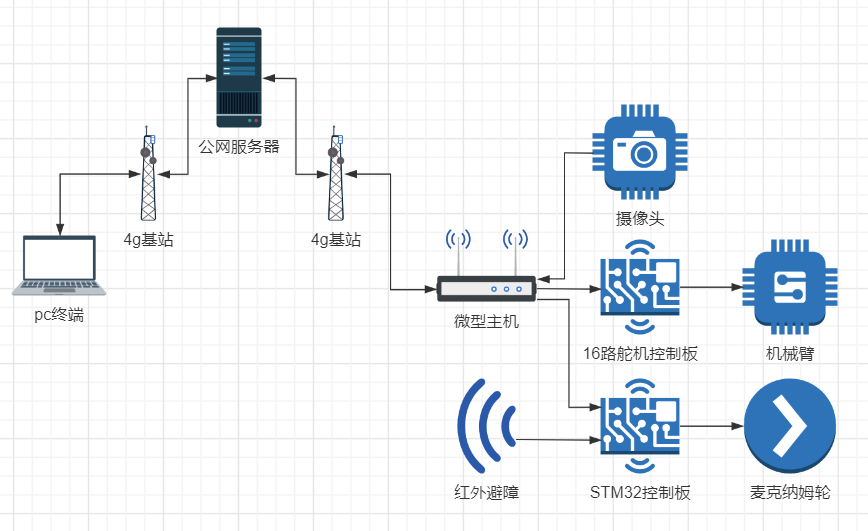 公网服务器
摄像头
4g基站
4g基站
pc终端
微型主机
16路舵机控制板
机械臂
红外避障
STM32控制板
麦克纳姆轮